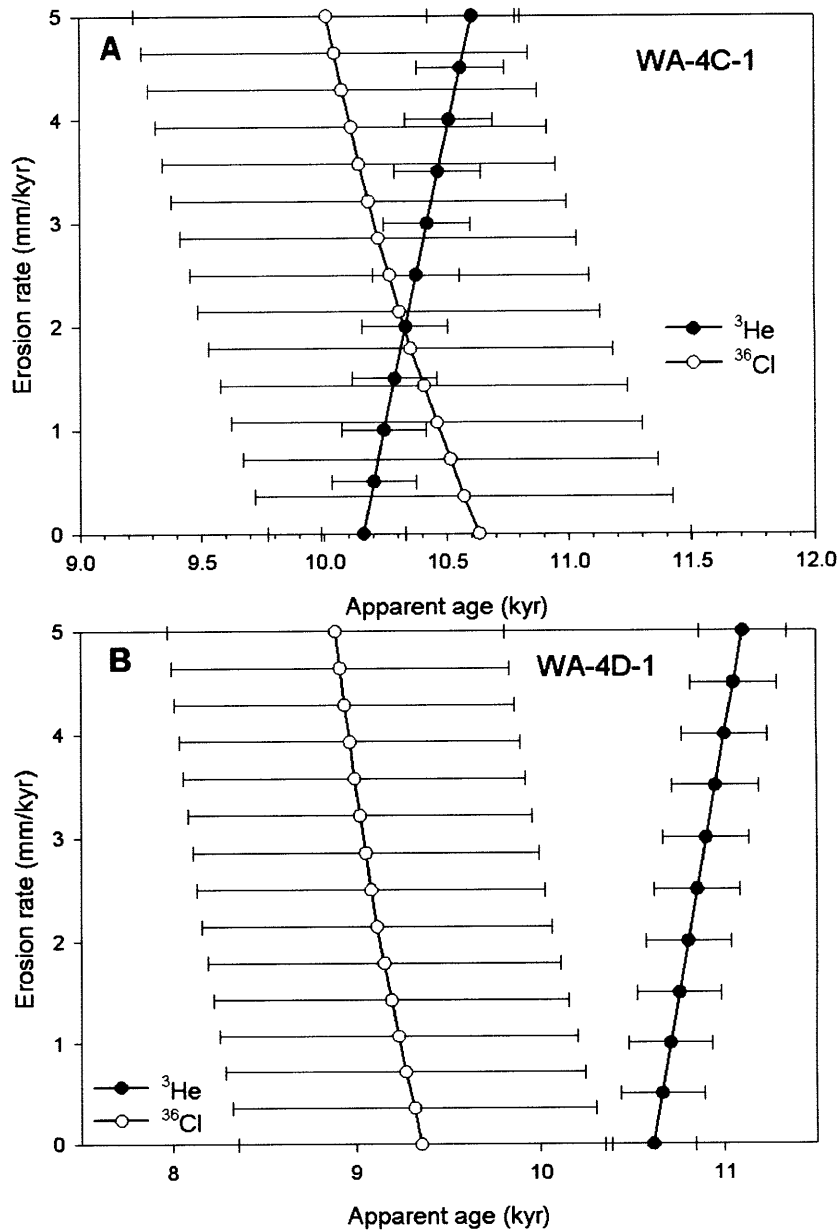 A
WA-4C-1
5
4
3
2
1
0
Erosion rate (mm/kyr)
³He
³⁶Cl
9.0 9.5 10.0 10.5 11.0 11.5 12.0
Apparent age (kyr)
B
WA-4D-1
5
4
3
2
1
0
Erosion rate (mm/kyr)
³He
³⁶Cl
8 9 10 11
Apparent age (kyr)